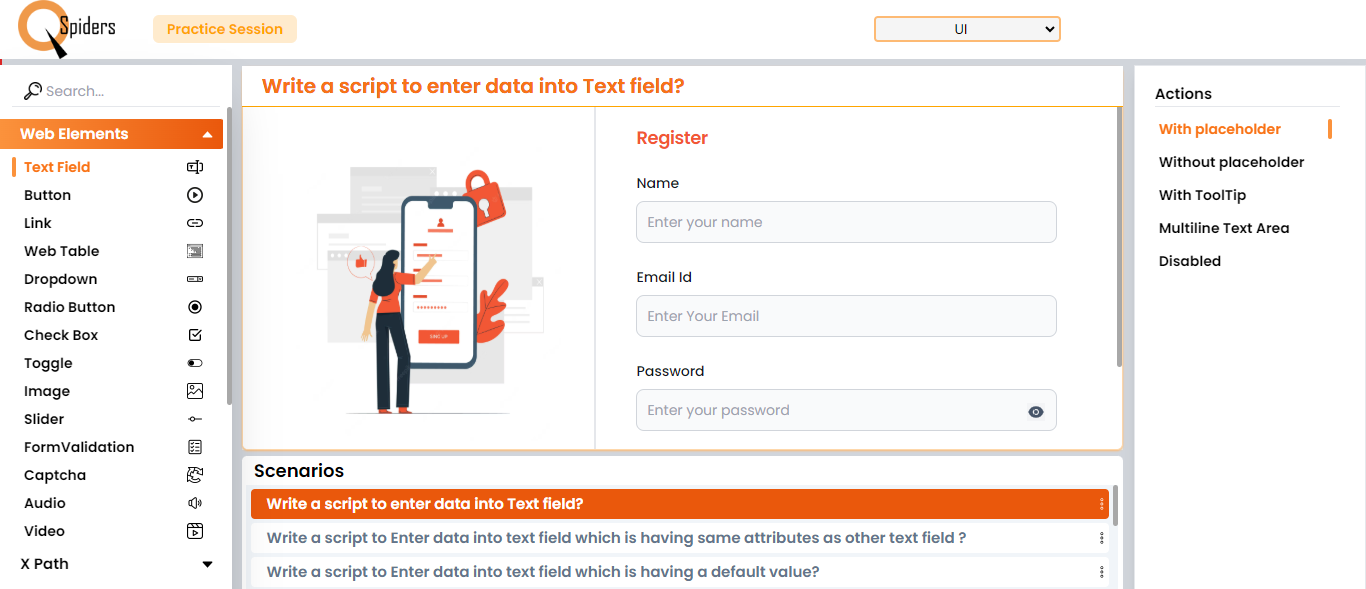 Spiders
Practice Session
UI
Search...
Web Elements
Text Field
Button
Link
Web Table
Dropdown
Radio Button
Check Box
Toggle
Image
Slider
FormValidation
Captcha
Audio
Video
X Path
Write a script to enter data into Text field?
SIGN UP
Register
Name
Enter your name
Email Id
Enter Your Email
Password
Enter your password
Scenarios
Write a script to enter data into Text field?
Write a script to Enter data into text field which is having same attributes as other text field ?
Write a script to Enter data into text field which is having a default value?
Actions
With placeholder
Without placeholder
With ToolTip
Multiline Text Area
Disabled